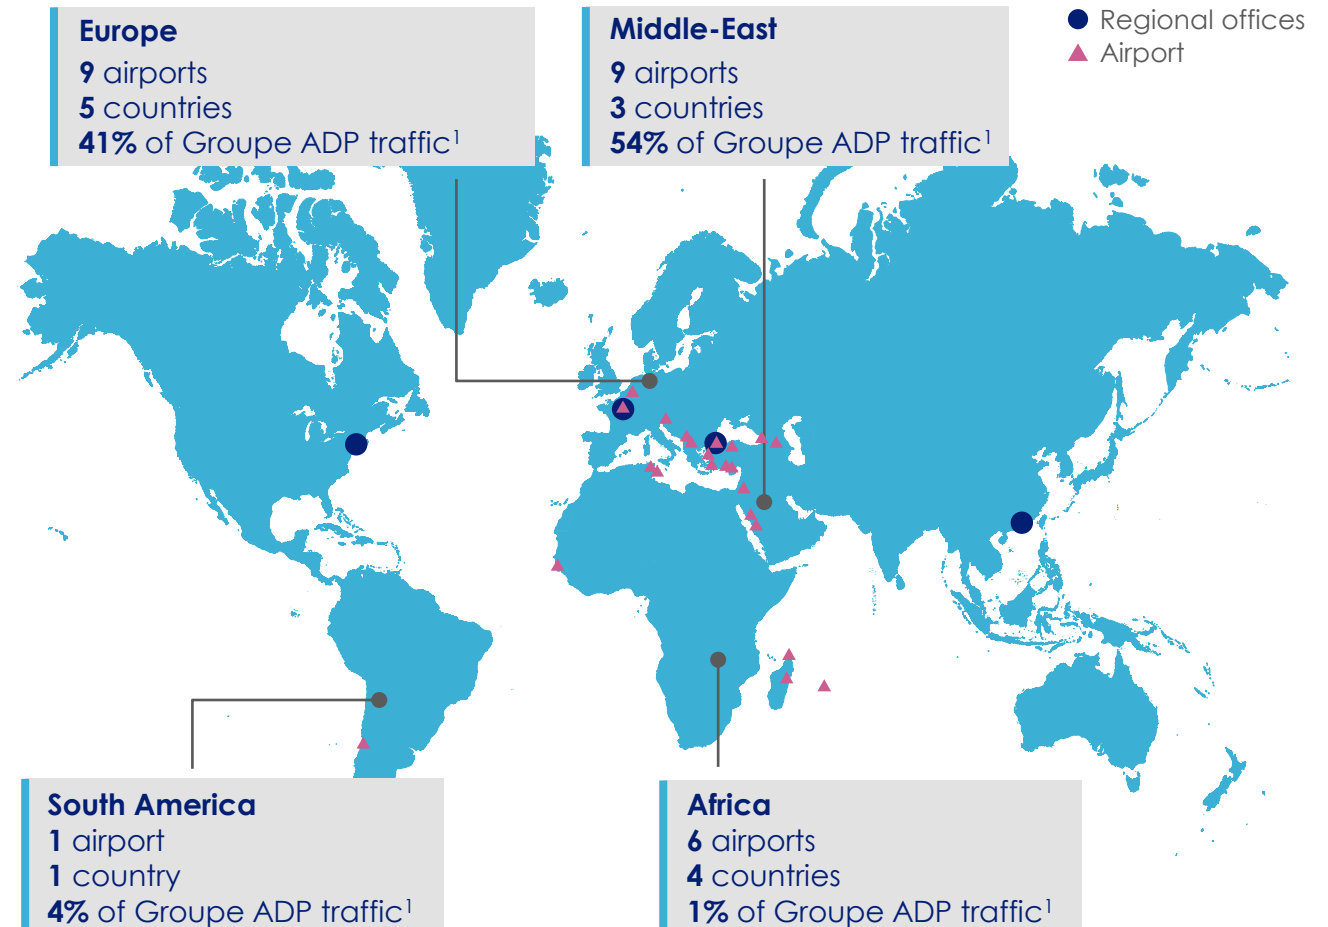 Europe
9 airports
5 countries
41% of Groupe ADP traffic¹
Middle-East
9 airports
3 countries
54% of Groupe ADP traffic¹
Regional offices
Airport
South America
1 airport
1 country
4% of Groupe ADP traffic¹
Africa
6 airports
4 countries
1% of Groupe ADP traffic¹